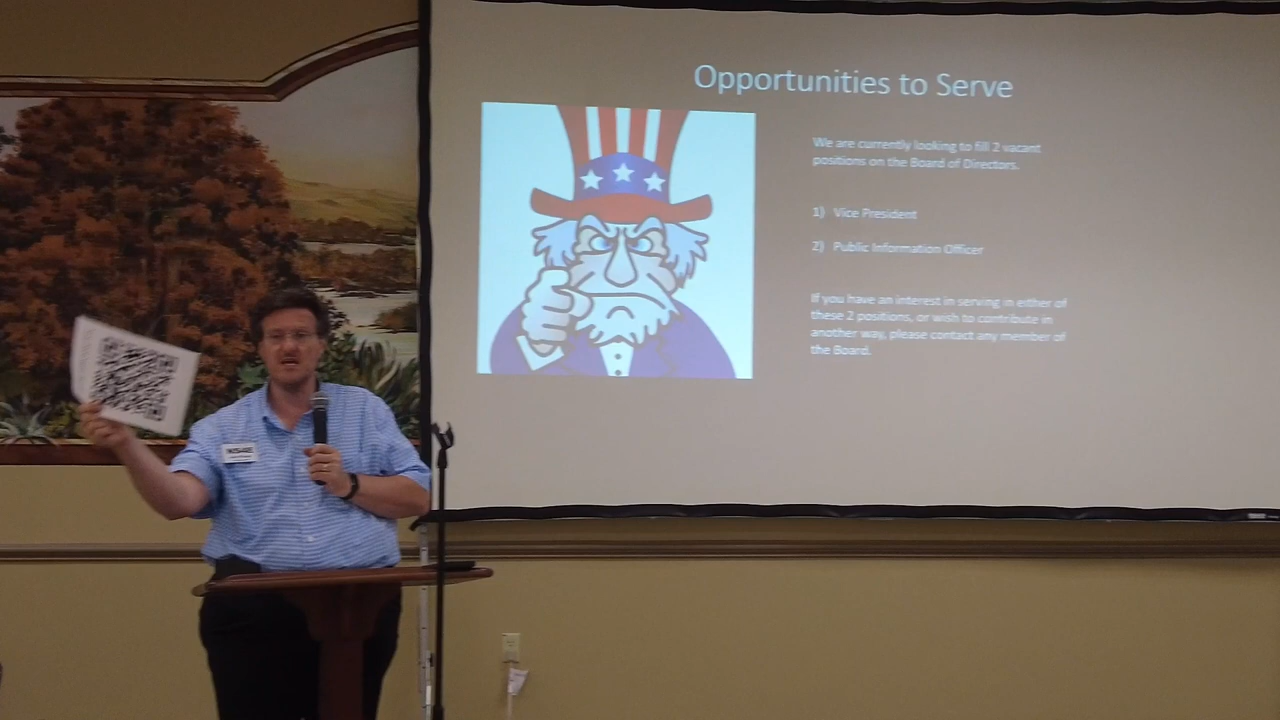 Opportunities to Serve
We are currently looking to fill 2 vacant
positions on the Board of Directors.
1) Vice President
2) Public Information Officer
If you have an interest in serving in either of
these 2 positions, or wish to contribute in
another way, please contact any member of
the Board.